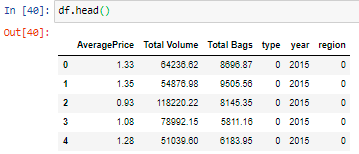 In [40]: df.head()
Out[40]:
AveragePrice Total Volume Total Bags type year region
0 1.33 64236.62 8696.87 0 2015 0
1 1.35 54876.98 9505.56 0 2015 0
2 0.93 118220.22 8145.35 0 2015 0
3 1.08 78992.15 5811.16 0 2015 0
4 1.28 51039.60 6183.95 0 2015 0